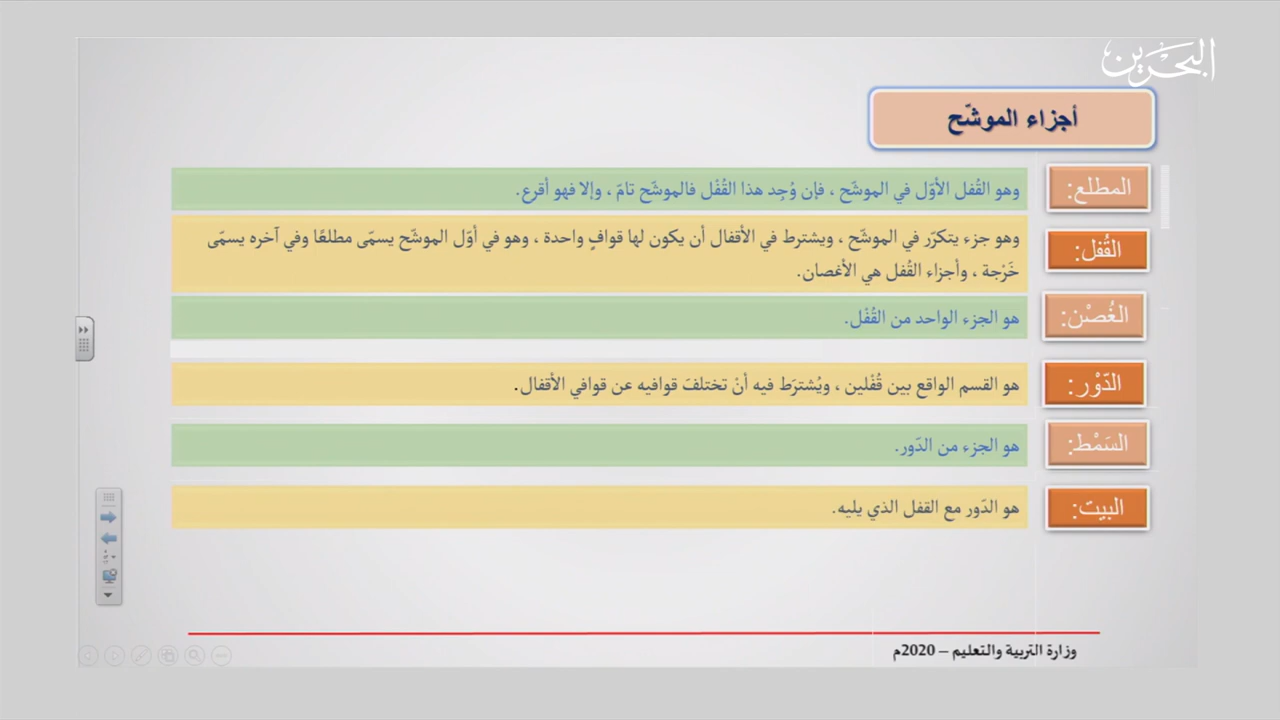 البحرين
أجزاء الموشّح
المطلع:
وهو القُفل الأوّل في الموشّح ، فإن وُجِد هذا القُفْل فالموشّح تامّ ، وإلا فهو أقرع.
القُفل:
وهو جزء يتكرّر في الموشّح ، ويشترط في الأقفال أن يكون لها قوافٍ واحدة ، وهو في أوّل الموشّح يسمّى مطلعًا وفي آخره يسمّى
خَرْجة ، وأجزاء القُفل هي الأغصان.
الغُصْن:
هو الجزء الواحد من القُفْل.
الدّوْر:
هو القسم الواقع بين قُفْلين ، ويُشترَط فيه أنْ تختلفَ قوافيه عن قوافي الأقفال.
السَمْط:
هو الجزء من الدّور.
البيت:
هو الدّور مع القفل الذي يليه.
وزارة التربية والتعليم – 2020م